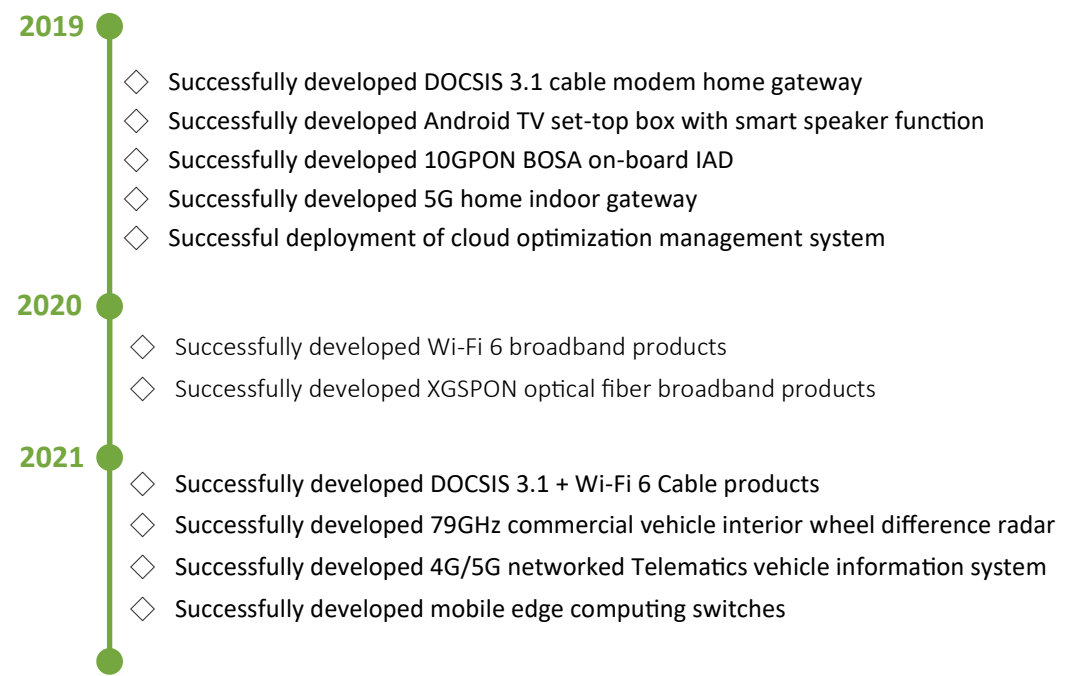 2019
◇ Successfully developed DOCSIS 3.1 cable modem home gateway
◇ Successfully developed Android TV set-top box with smart speaker function
◇ Successfully developed 10GPON BOSA on-board IAD
◇ Successfully developed 5G home indoor gateway
◇ Successful deployment of cloud optimization management system
2020
◇ Successfully developed Wi-Fi 6 broadband products
◇ Successfully developed XGSPON optical fiber broadband products
2021
◇ Successfully developed DOCSIS 3.1 + Wi-Fi 6 Cable products
◇ Successfully developed 79GHz commercial vehicle interior wheel difference radar
◇ Successfully developed 4G/5G networked Telematics vehicle information system
◇ Successfully developed mobile edge computing switches